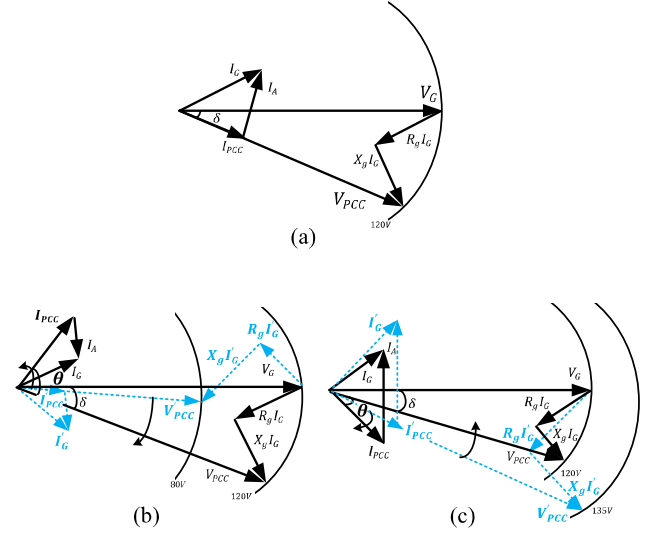 I_G
I_A
V_G
δ
I_PCC
R_g I_G
X_g I_G
V_PCC
120V
(a)
I_PCC
I_A
I_G
θ
I'_PCC
δ
I'_G
R_g I'_G
X_g I'_G
V_G
V'_PCC
R_g I_G
X_g I_G
V_PCC
80V
120V
(b)
I'_G
I_A
I_G
V_G
θ
δ
I'_PCC
I_PCC
R_g I_G
R_g I'_G
X_g I_G
V_PCC
120V
X_g I'_G
V'_PCC
135V
(c)